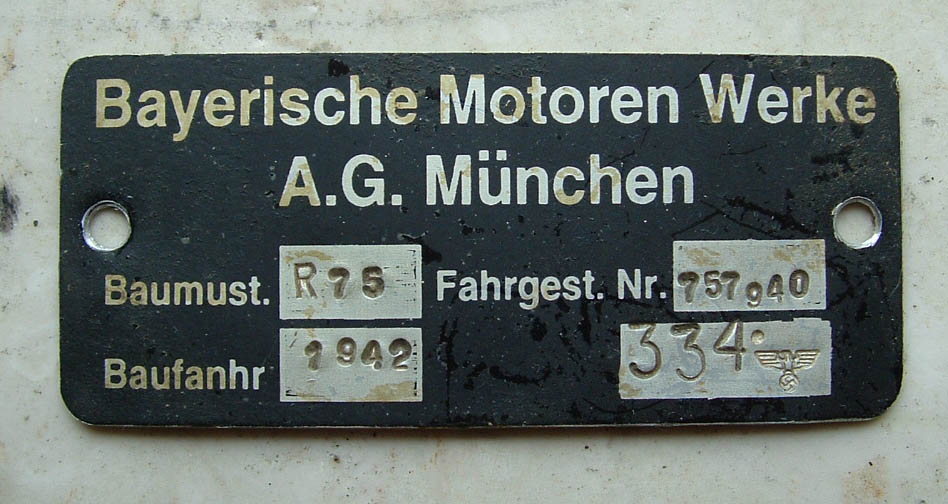 Bayerische Motoren Werke
A.G. München
Baumust. R75 Fahrgest. Nr. 757940
Baufanhr 1942 334